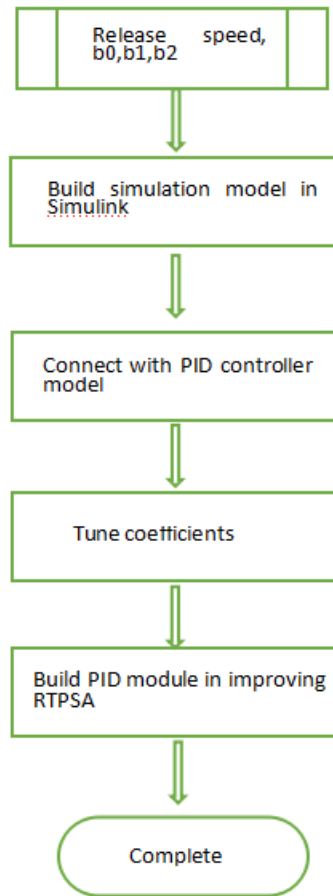 Release speed,
b0,b1,b2
Build simulation model in
Simulink
Connect with PID controller
model
Tune coefficients
Build PID module in improving
RTPSA
Complete